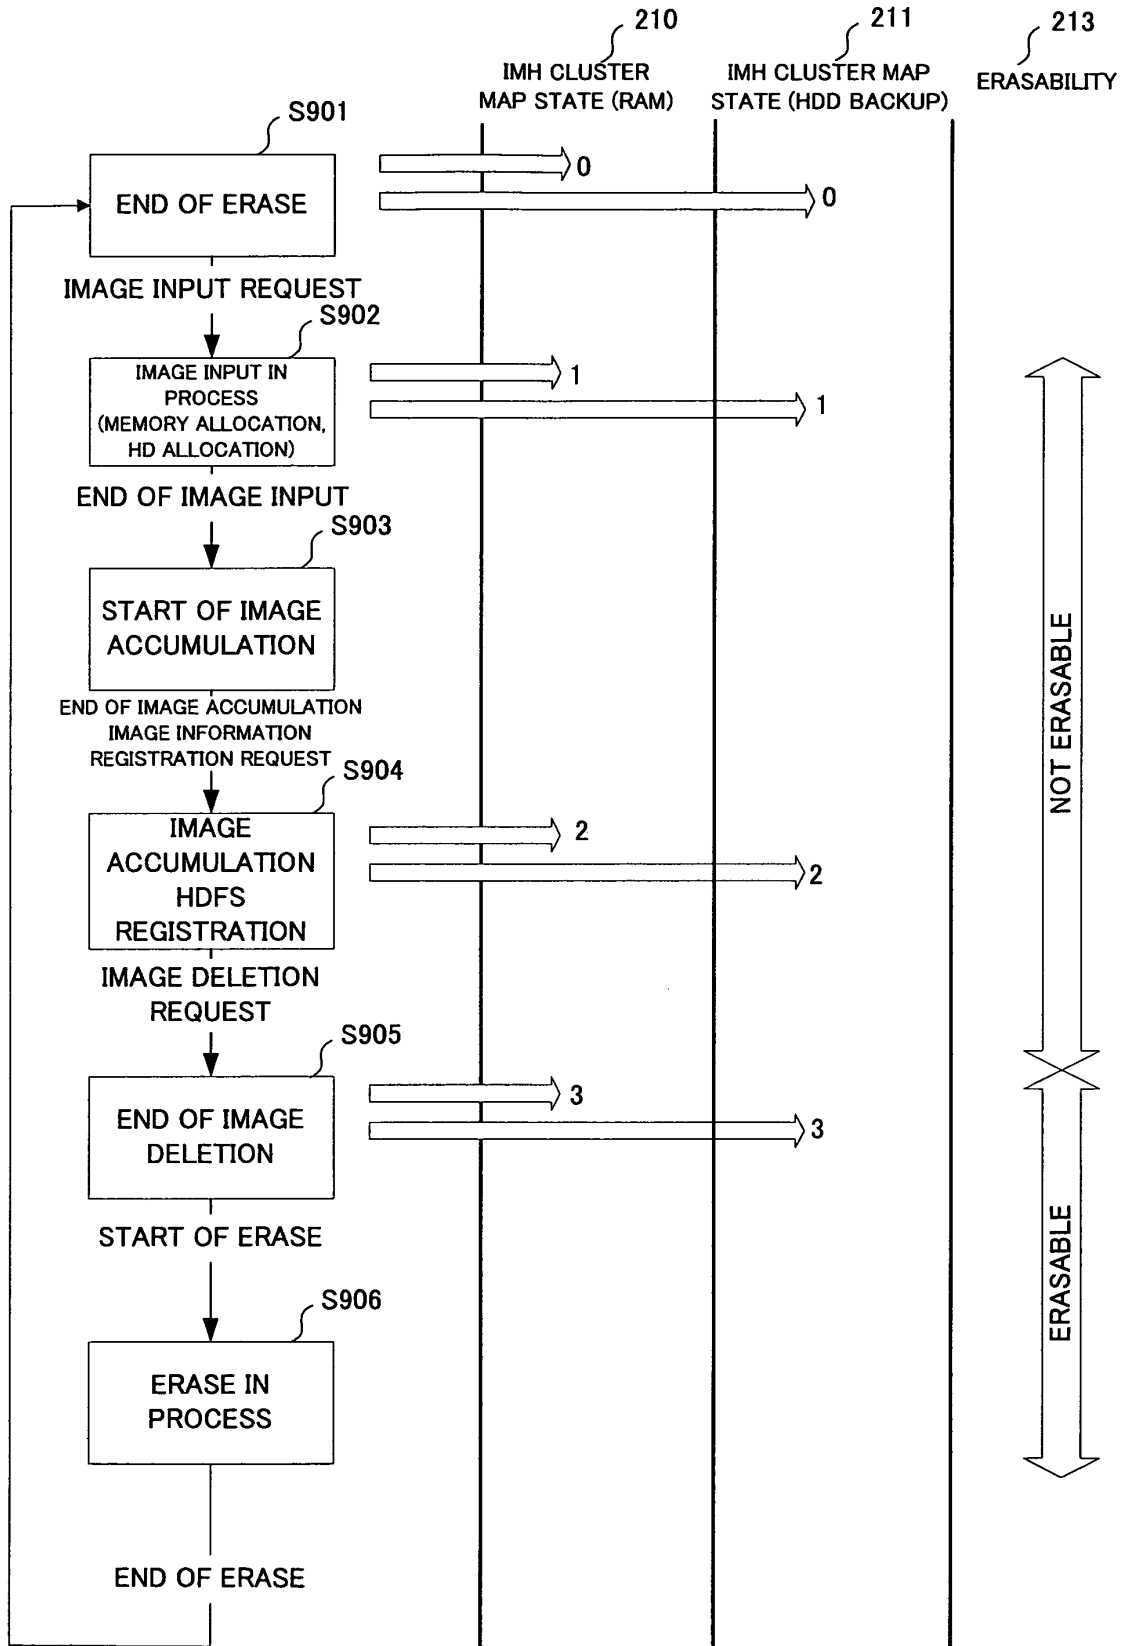 210
211
213
IMH CLUSTER
MAP STATE (RAM)
IMH CLUSTER MAP
STATE (HDD BACKUP)
ERASABILITY
S901
END OF ERASE
0
0
IMAGE INPUT REQUEST
S902
IMAGE INPUT IN
PROCESS
(MEMORY ALLOCATION,
HD ALLOCATION)
1
1
END OF IMAGE INPUT
S903
START OF IMAGE
ACCUMULATION
END OF IMAGE ACCUMULATION
IMAGE INFORMATION
REGISTRATION REQUEST
S904
IMAGE
ACCUMULATION
HDFS
REGISTRATION
2
2
NOT ERASABLE
IMAGE DELETION
REQUEST
S905
END OF IMAGE
DELETION
3
3
START OF ERASE
ERASABLE
S906
ERASE IN
PROCESS
END OF ERASE